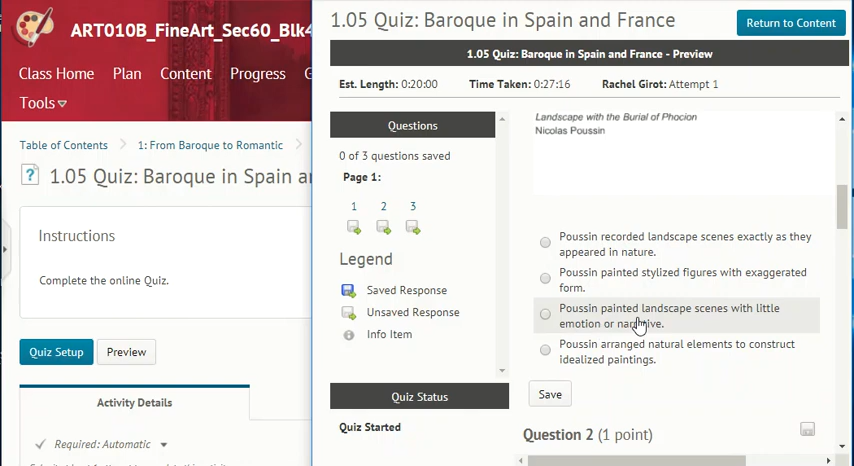 ART010B_FineArt_Sec60_Blk4
Class Home Plan Content Progress
Tools
Table of Contents 1: From Baroque to Romantic
1.05 Quiz: Baroque in Spain
Instructions
Complete the online Quiz.
Quiz Setup Preview
Activity Details
Required: Automatic
1.05 Quiz: Baroque in Spain and France
Return to Content
1.05 Quiz: Baroque in Spain and France - Preview
Est. Length: 0:20:00 Time Taken: 0:27:16 Rachel Girot: Attempt 1
Questions
0 of 3 questions saved
Page 1:
1 2 3
Legend
Saved Response
Unsaved Response
Info Item
Quiz Status
Quiz Started
Landscape with the Burial of Phocion
Nicolas Poussin
Poussin recorded landscape scenes exactly as they
appeared in nature.
Poussin painted stylized figures with exaggerated
form.
Poussin painted landscape scenes with little
emotion or narrative.
Poussin arranged natural elements to construct
idealized paintings.
Save
Question 2 (1 point)